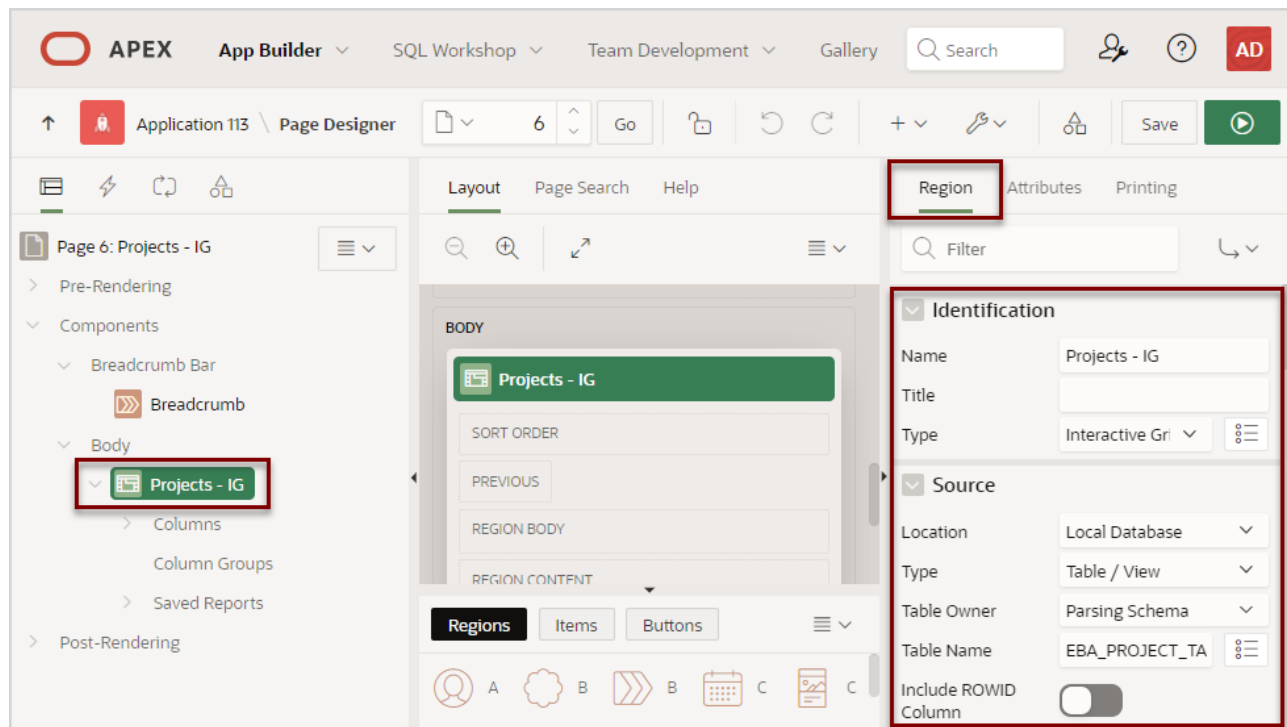 APEX App Builder SQL Workshop Team Development Gallery Search AD
Application 113 \ Page Designer 6 Go Save
Layout Page Search Help
Region Attributes Printing
Page 6: Projects - IG
Filter
Pre-Rendering
Components
Breadcrumb Bar
Breadcrumb
Body
Projects - IG
Columns
Column Groups
Saved Reports
Post-Rendering
BODY
Projects - IG
SORT ORDER
PREVIOUS
REGION BODY
REGION CONTENT
Regions Items Buttons
A B B C C
Identification
Name Projects - IG
Title
Type Interactive Gri
Source
Location Local Database
Type Table / View
Table Owner Parsing Schema
Table Name EBA_PROJECT_TA
Include ROWID
Column